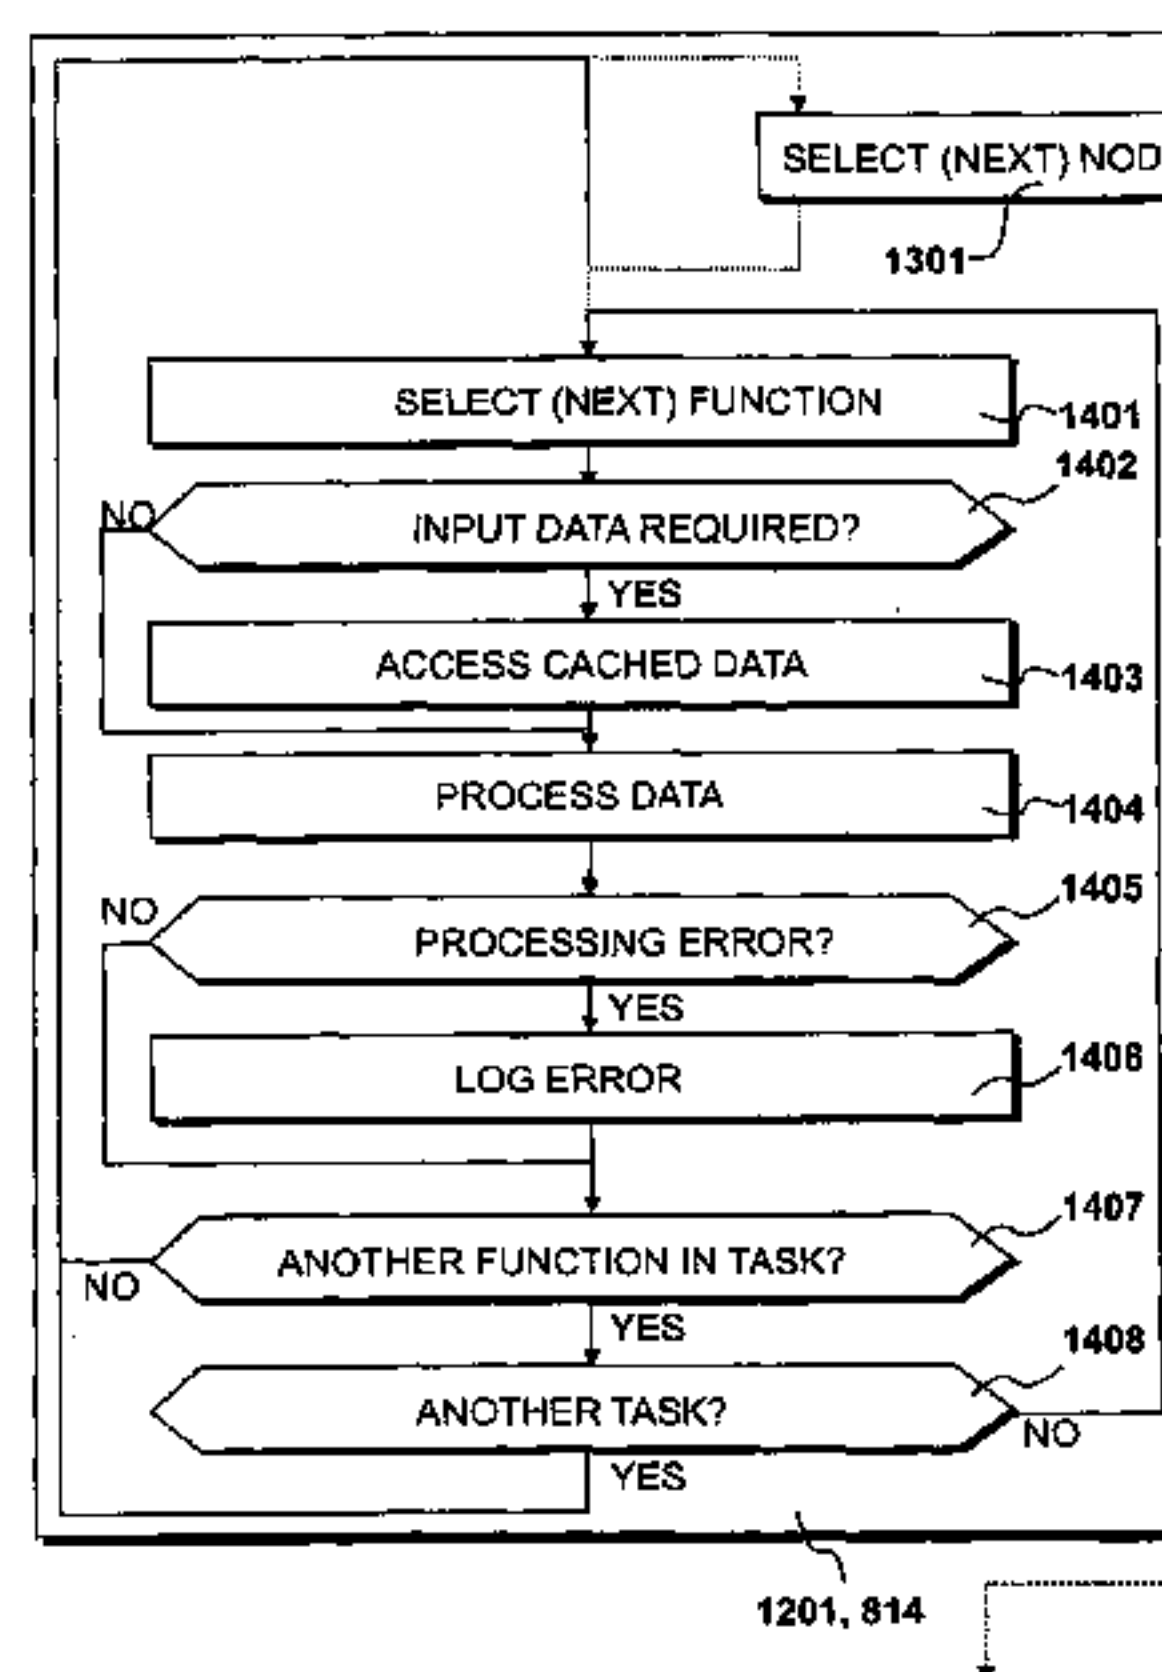 SELECT (NEXT) NOD
1301
SELECT (NEXT) FUNCTION
1401
1402
NO
INPUT DATA REQUIRED?
YES
ACCESS CACHED DATA
1403
PROCESS DATA
1404
1405
NO
PROCESSING ERROR?
YES
LOG ERROR
1406
1407
ANOTHER FUNCTION IN TASK?
NO
YES
1408
ANOTHER TASK?
NO
YES
1201, 814